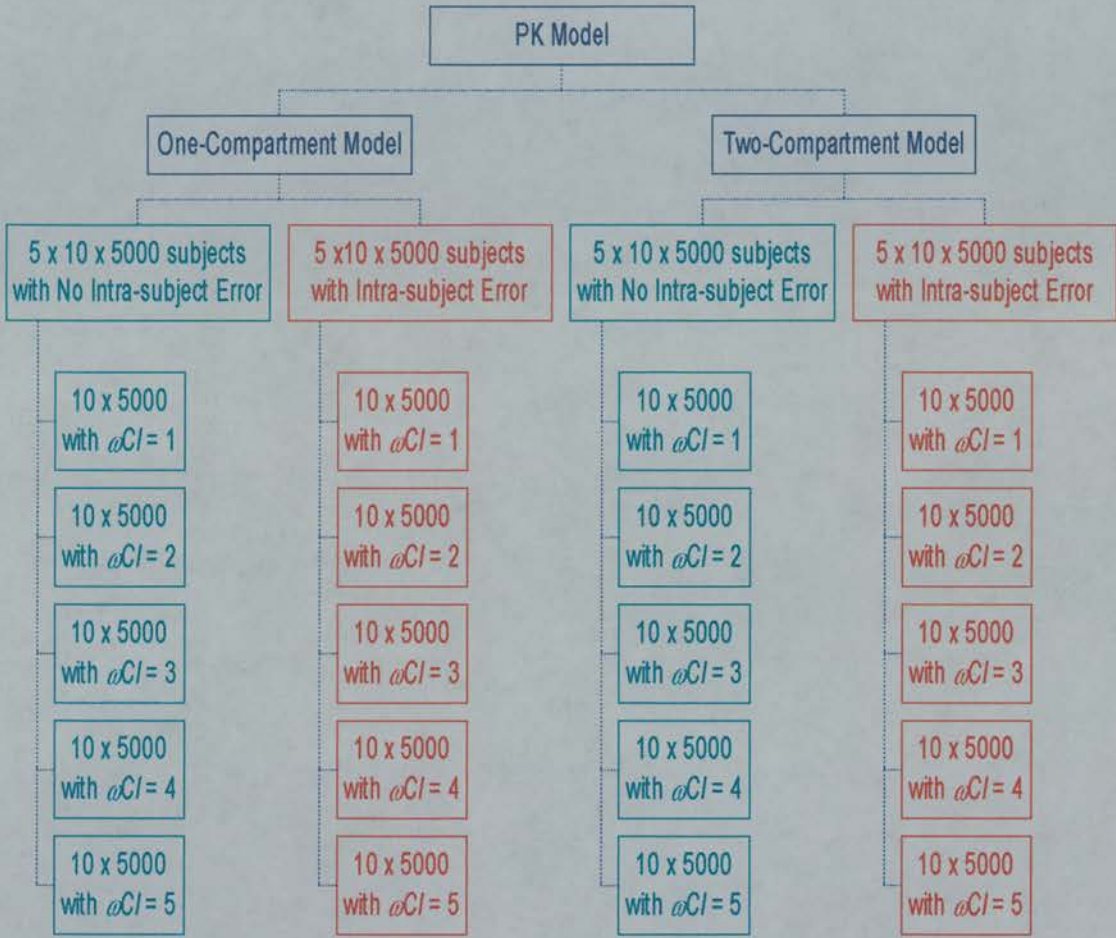 PK Model
One-Compartment Model
Two-Compartment Model
5 x 10 x 5000 subjects
with No Intra-subject Error
5 x10 x 5000 subjects
with Intra-subject Error
5 x 10 x 5000 subjects
with No Intra-subject Error
5 x 10 x 5000 subjects
with Intra-subject Error
10 x 5000
with ωCl = 1
10 x 5000
with ωCl = 2
10 x 5000
with ωCl = 3
10 x 5000
with ωCl = 4
10 x 5000
with ωCl = 5
10 x 5000
with ωCl = 1
10 x 5000
with ωCl = 2
10 x 5000
with ωCl = 3
10 x 5000
with ωCl = 4
10 x 5000
with ωCl = 5
10 x 5000
with ωCl = 1
10 x 5000
with ωCl = 2
10 x 5000
with ωCl = 3
10 x 5000
with ωCl = 4
10 x 5000
with ωCl = 5
10 x 5000
with ωCl = 1
10 x 5000
with ωCl = 2
10 x 5000
with ωCl = 3
10 x 5000
with ωCl = 4
10 x 5000
with ωCl = 5